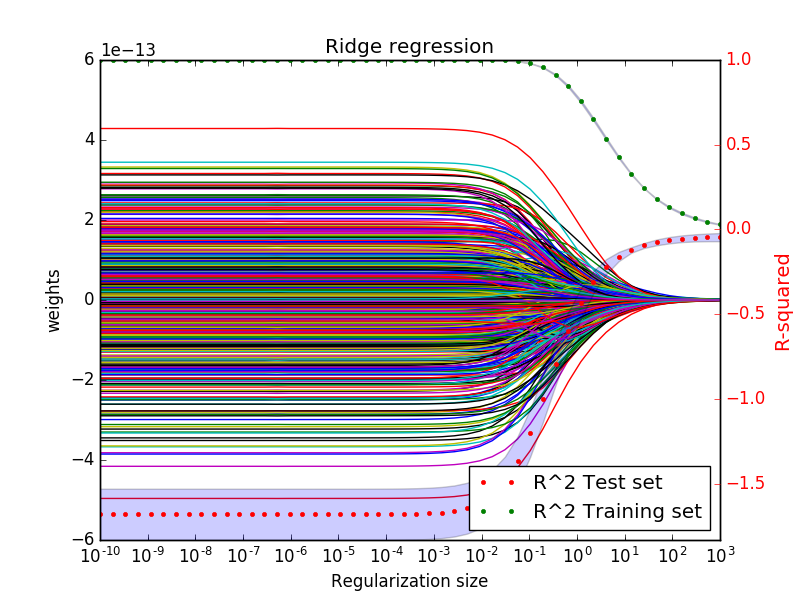 Ridge regression
1e−13
6
4
2
0
−2
−4
−6
weights
1.0
0.5
0.0
−0.5
−1.0
−1.5
R-squared
R^2 Test set
R^2 Training set
10^-10 10^-9 10^-8 10^-7 10^-6 10^-5 10^-4 10^-3 10^-2 10^-1 10^0 10^1 10^2 10^3
Regularization size